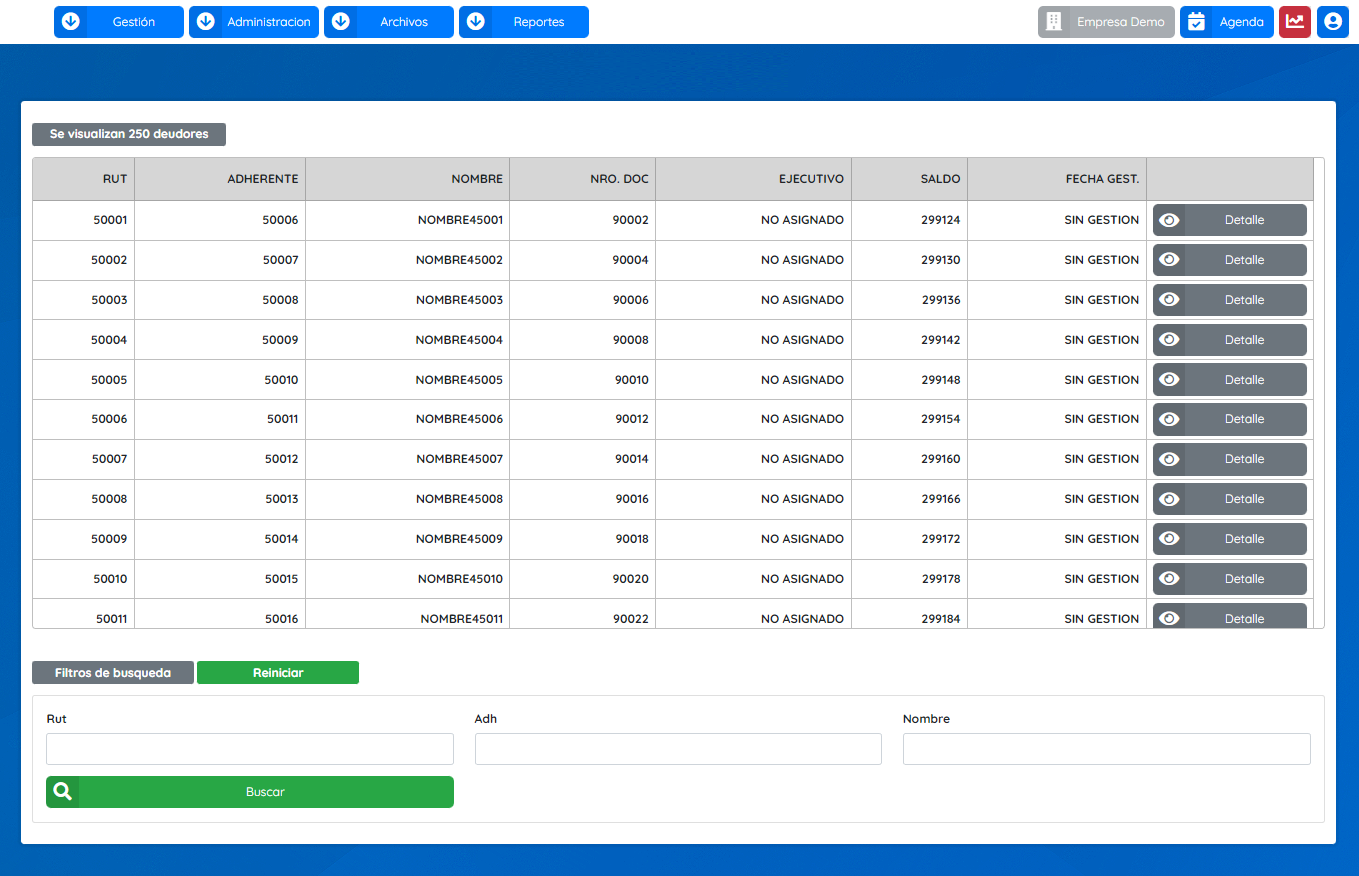 Gestión Administracion Archivos Reportes Empresa Demo Agenda
Se visualizan 250 deudores
RUT ADHERENTE NOMBRE NRO. DOC EJECUTIVO SALDO FECHA GEST.
50001 50006 NOMBRE45001 90002 NO ASIGNADO 299124 SIN GESTION Detalle
50002 50007 NOMBRE45002 90004 NO ASIGNADO 299130 SIN GESTION Detalle
50003 50008 NOMBRE45003 90006 NO ASIGNADO 299136 SIN GESTION Detalle
50004 50009 NOMBRE45004 90008 NO ASIGNADO 299142 SIN GESTION Detalle
50005 50010 NOMBRE45005 90010 NO ASIGNADO 299148 SIN GESTION Detalle
50006 50011 NOMBRE45006 90012 NO ASIGNADO 299154 SIN GESTION Detalle
50007 50012 NOMBRE45007 90014 NO ASIGNADO 299160 SIN GESTION Detalle
50008 50013 NOMBRE45008 90016 NO ASIGNADO 299166 SIN GESTION Detalle
50009 50014 NOMBRE45009 90018 NO ASIGNADO 299172 SIN GESTION Detalle
50010 50015 NOMBRE45010 90020 NO ASIGNADO 299178 SIN GESTION Detalle
50011 50016 NOMBRE45011 90022 NO ASIGNADO 299184 SIN GESTION Detalle
Filtros de busqueda Reiniciar
Rut Adh Nombre
Buscar